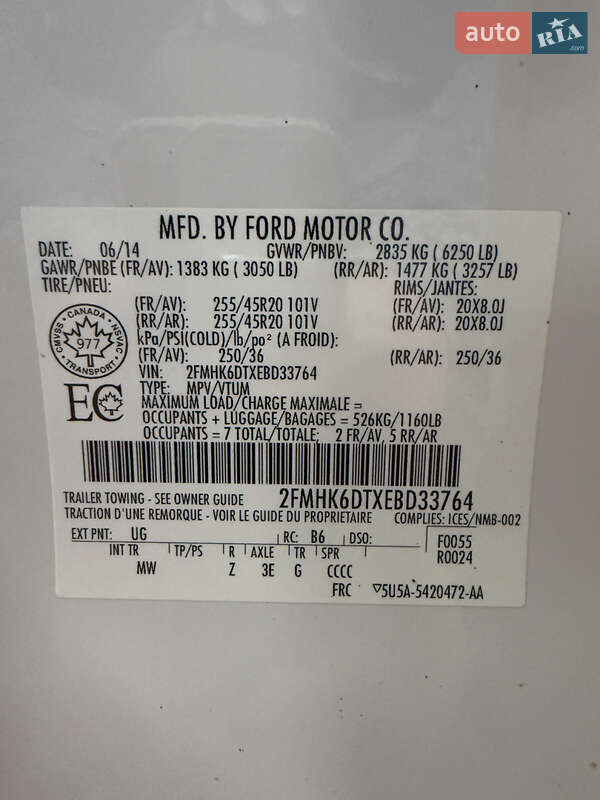 auto RIA .com
MFD. BY FORD MOTOR CO.
DATE: 06/14 GVWR/PNBV: 2835 KG ( 6250 LB)
GAWR/PNBE (FR/AV): 1383 KG ( 3050 LB) (RR/AR): 1477 KG ( 3257 LB)
TIRE/PNEU: RIMS/JANTES:
(FR/AV) 255/45R20 101V (FR/AV) 20X8.0J
(RR/AR) 255/45R20 101V (RR/AR) 20X8.0J
kPa/PSI(COLD)/lb/po² (A FROID):
(FR/AV) 250/36 (RR/AR) 250/36
VIN: 2FMHK6DTXEBD33764
TYPE: MPV/VTUM
MAXIMUM LOAD/CHARGE MAXIMALE =
OCCUPANTS + LUGGAGE/BAGAGES = 526KG/1160LB
OCCUPANTS = 7 TOTAL/TOTALE; 2 FR/AV, 5 RR/AR
CANADA
CMVSS NSVAC
977
TRANSPORT
EC
TRAILER TOWING - SEE OWNER GUIDE 2FMHK6DTXEBD33764
TRACTION D'UNE REMORQUE - VOIR LE GUIDE DU PROPRIETAIRE COMPLIES: ICES/NMB-002
EXT PNT: UG RC: B6 DSO: F0055
INT TR TP/PS R AXLE TR SPR R0024
MW Z 3E G CCCC
FRC ▽5U5A-5420472-AA